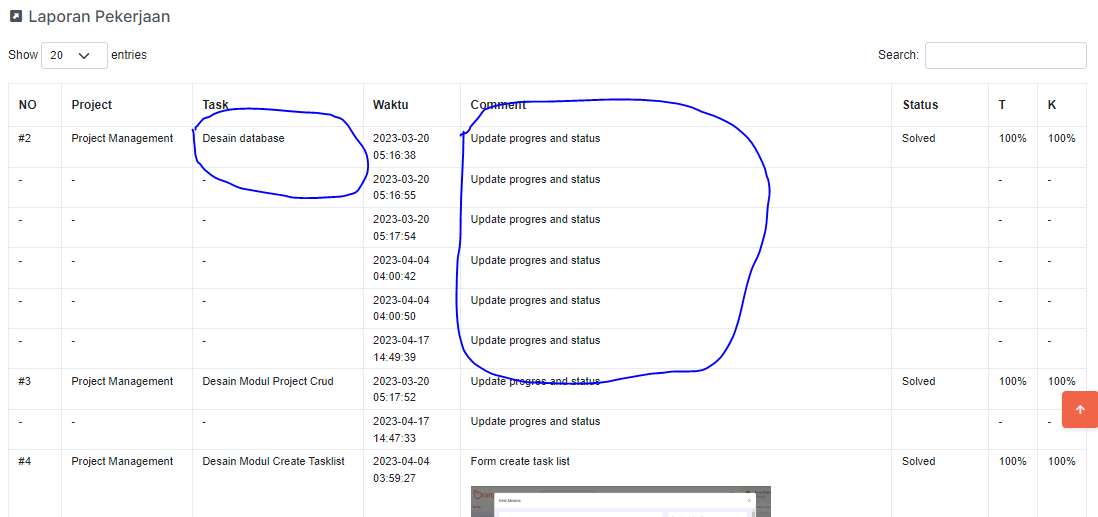 Laporan Pekerjaan
Show 20 entries Search:
NO Project Task Waktu Comment Status T K
#2 Project Management Desain database 2023-03-20 Update progres and status Solved 100% 100%
05:16:38
- - - 2023-03-20 Update progres and status - -
05:16:55
- - - 2023-03-20 Update progres and status - -
05:17:54
- - - 2023-04-04 Update progres and status - -
04:00:42
- - - 2023-04-04 Update progres and status - -
04:00:50
- - - 2023-04-17 Update progres and status - -
14:49:39
#3 Project Management Desain Modul Project Crud 2023-03-20 Update progres and status Solved 100% 100%
05:17:52
- - - 2023-04-17 Update progres and status - -
14:47:33
#4 Project Management Desain Modul Create Tasklist 2023-04-04 Form create task list Solved 100% 100%
03:59:27